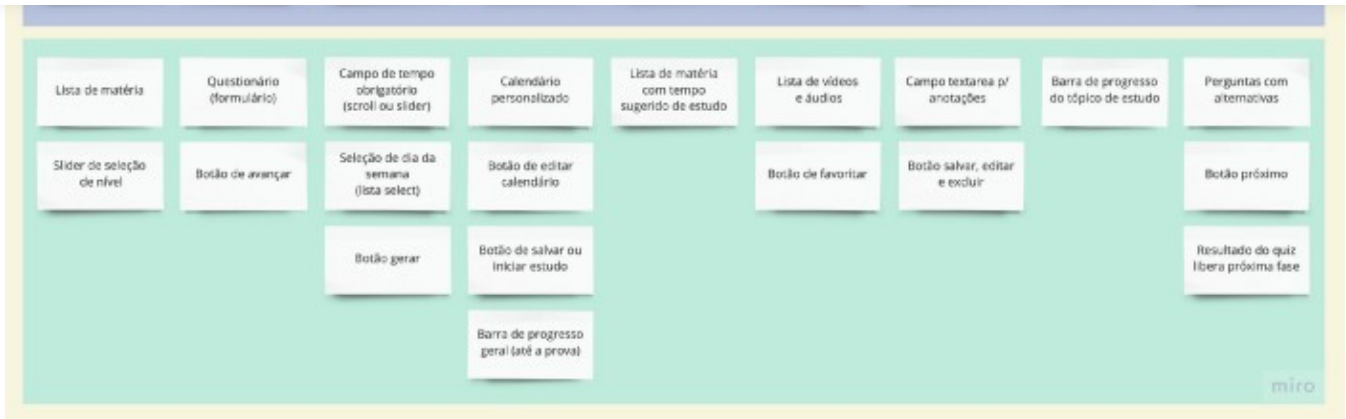 Lista de matéria
Questionário
(formulário)
Campo de tempo
obrigatório
(scroll ou slider)
Calendário
personalizado
Lista de matéria
com tempo
sugerido de estudo
Lista de vídeos
e áudios
Campo textarea p/
anotações
Barra de progresso
do tópico de estudo
Perguntas com
alternativas
Slider de seleção
de nível
Botão de avançar
Seleção de dia da
semana
(lista select)
Botão de editar
calendário
Botão de favoritar
Botão salvar, editar
e excluir
Botão próximo
Botão gerar
Botão de salvar ou
iniciar estudo
Resultado do quiz
libera próxima fase
Barra de progresso
geral (até a prova)
miro